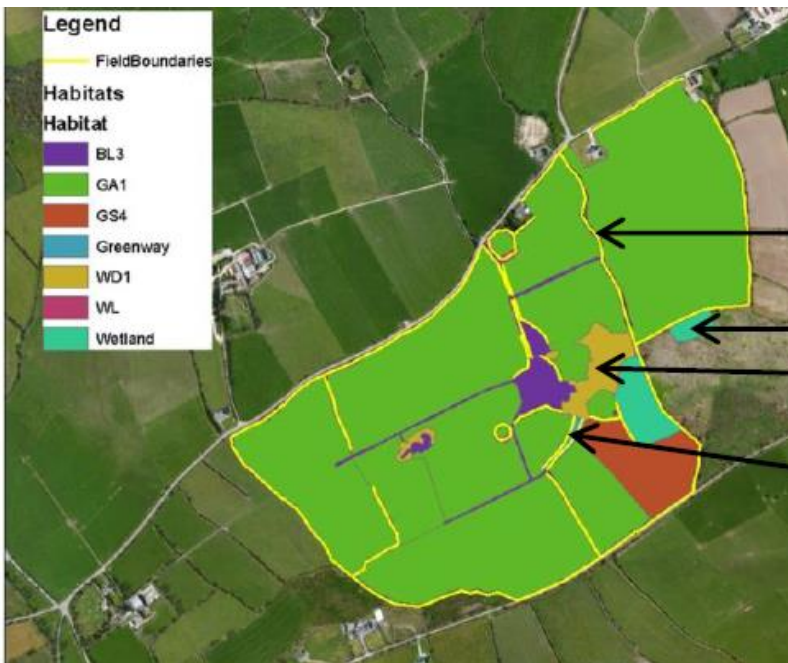 Legend
FieldBoundaries
Habitats
Habitat
BL3
GA1
GS4
Greenway
WD1
WL
Wetland